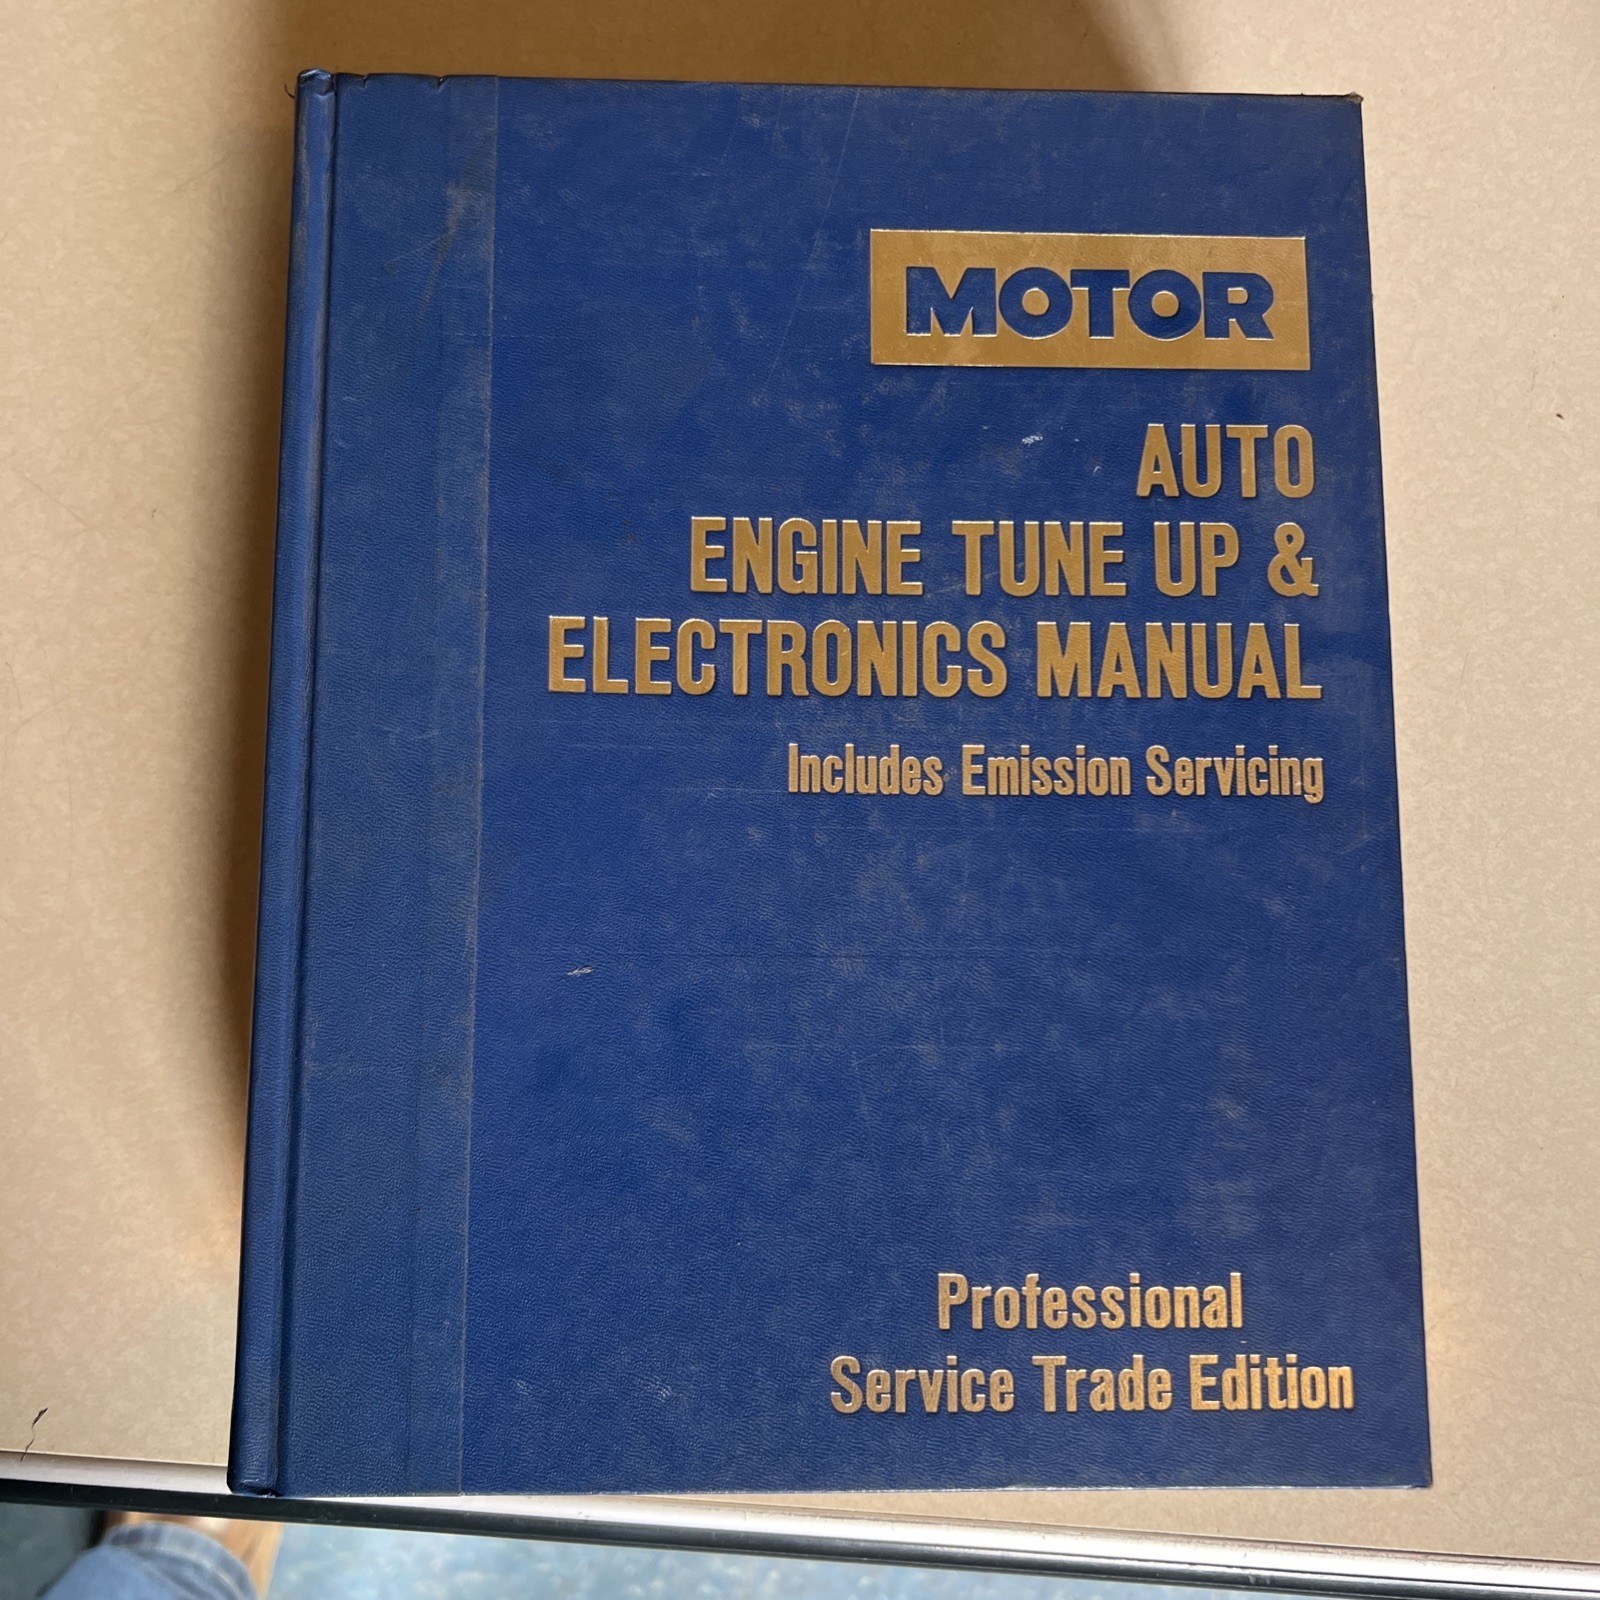 MOTOR
AUTO
ENGINE TUNE UP &
ELECTRONICS MANUAL
Includes Emission Servicing
Professional
Service Trade Edition